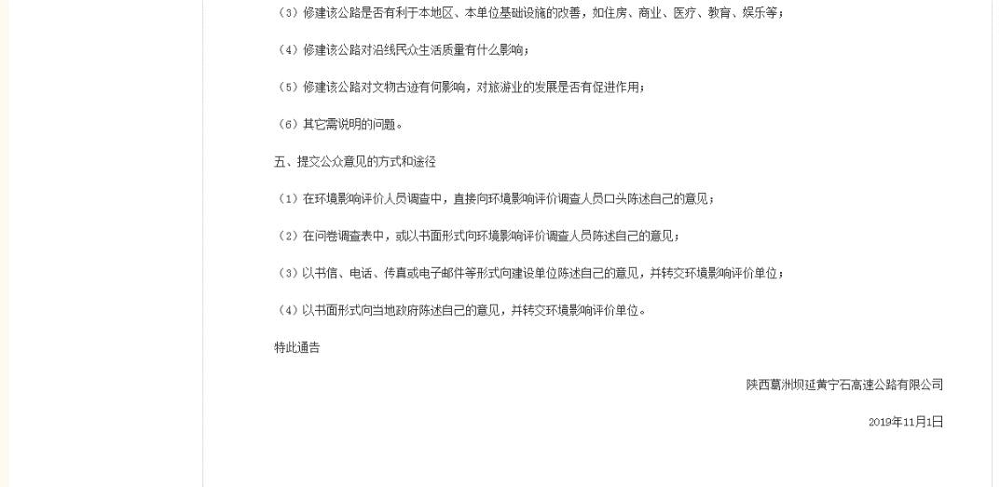 （3）修建该公路是否有利于本地区、本单位基础设施的改善，如住房、商业、医疗、教育、娱乐等；
（4）修建该公路对沿线民众生活质量有什么影响；
（5）修建该公路对文物古迹有何影响，对旅游业的发展是否有促进作用；
（6）其它需说明的问题。
五、提交公众意见的方式和途径
（1）在环境影响评价人员调查中，直接向环境影响评价调查人员口头陈述自己的意见；
（2）在问卷调查表中，或以书面形式向环境影响评价调查人员陈述自己的意见；
（3）以书信、电话、传真或电子邮件等形式向建设单位陈述自己的意见，并转交环境影响评价单位；
（4）以书面形式向当地政府陈述自己的意见，并转交环境影响评价单位。
特此通告
陕西葛洲坝延黄宁石高速公路有限公司
2019年11月1日